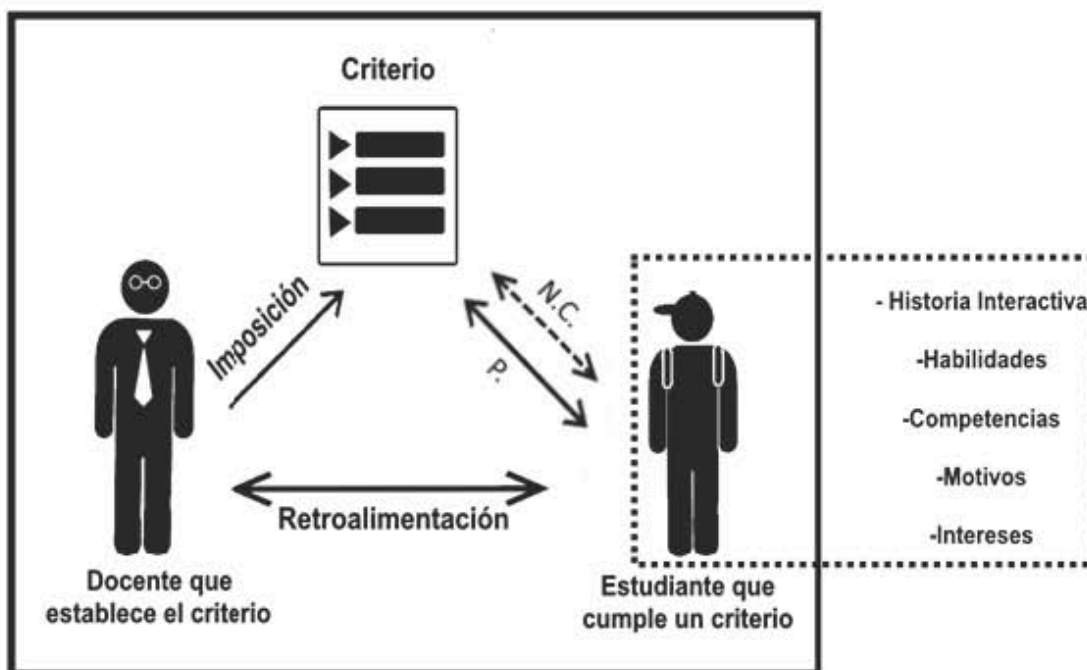 Criterio
Imposición
N.C.
P.
Retroalimentación
Docente que
establece el criterio
Estudiante que
cumple un criterio
- Historia Interactiva
-Habilidades
-Competencias
-Motivos
-Intereses